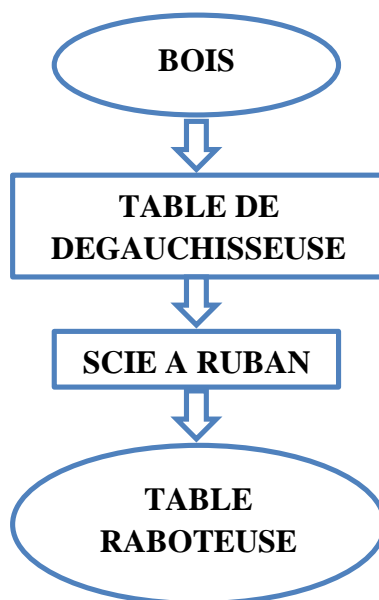 BOIS
TABLE DE
DEGAUCHISSEUSE
SCIE A RUBAN
TABLE
RABOTEUSE